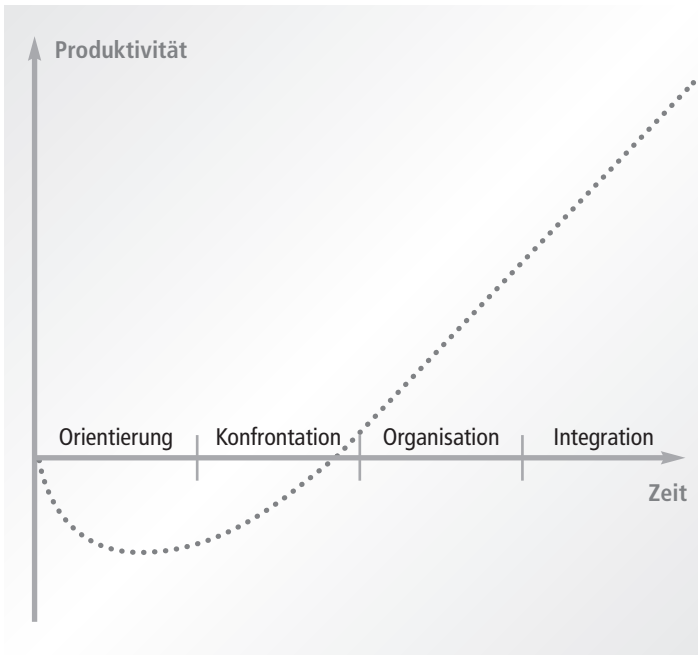 Produktivität
Orientierung Konfrontation Organisation Integration
Zeit